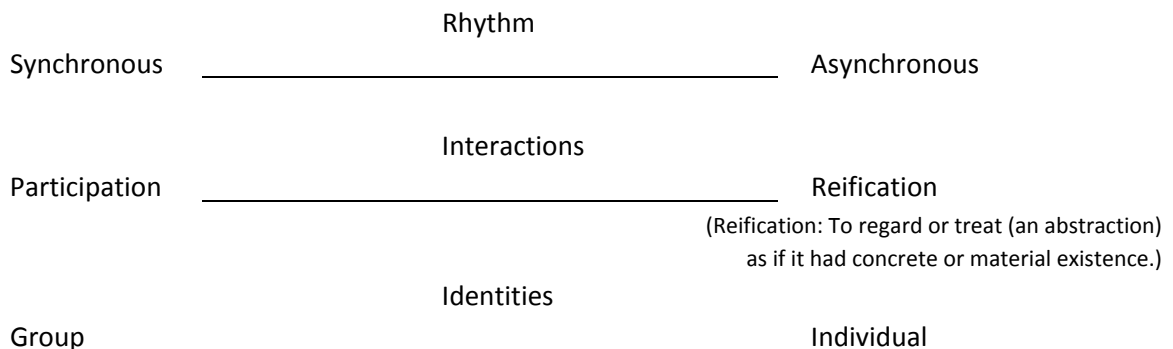 Rhythm
Synchronous Asynchronous
Interactions
Participation Reification
(Reification: To regard or treat (an abstraction)
as if it had concrete or material existence.)
Identities
Group Individual